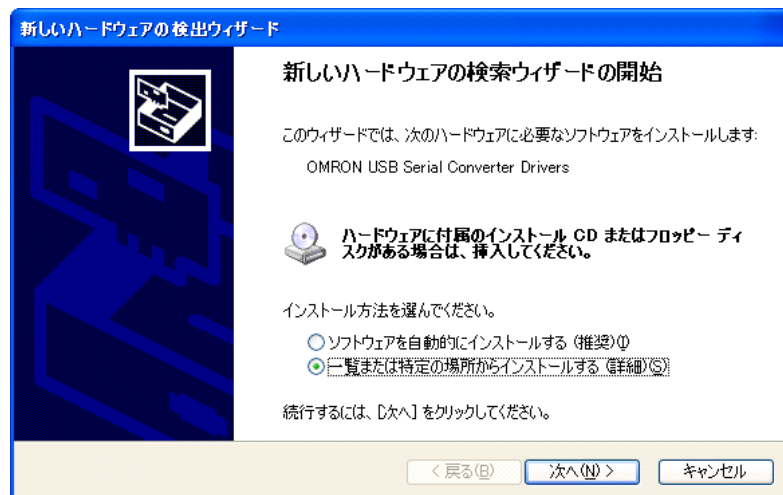 新しいハードウェアの検出ウィザード
新しいハードウェアの検索ウィザードの開始
このウィザードでは、次のハードウェアに必要なソフトウェアをインストールします:
OMRON USB Serial Converter Drivers
ハードウェアに付属のインストール CD またはフロッピー ディ
スクがある場合は、挿入してください。
インストール方法を選んでください。
ソフトウェアを自動的にインストールする (推奨)(I)
一覧または特定の場所からインストールする (詳細)(S)
続行するには、[次へ] をクリックしてください。
< 戻る(B)
次へ(N) >
キャンセル